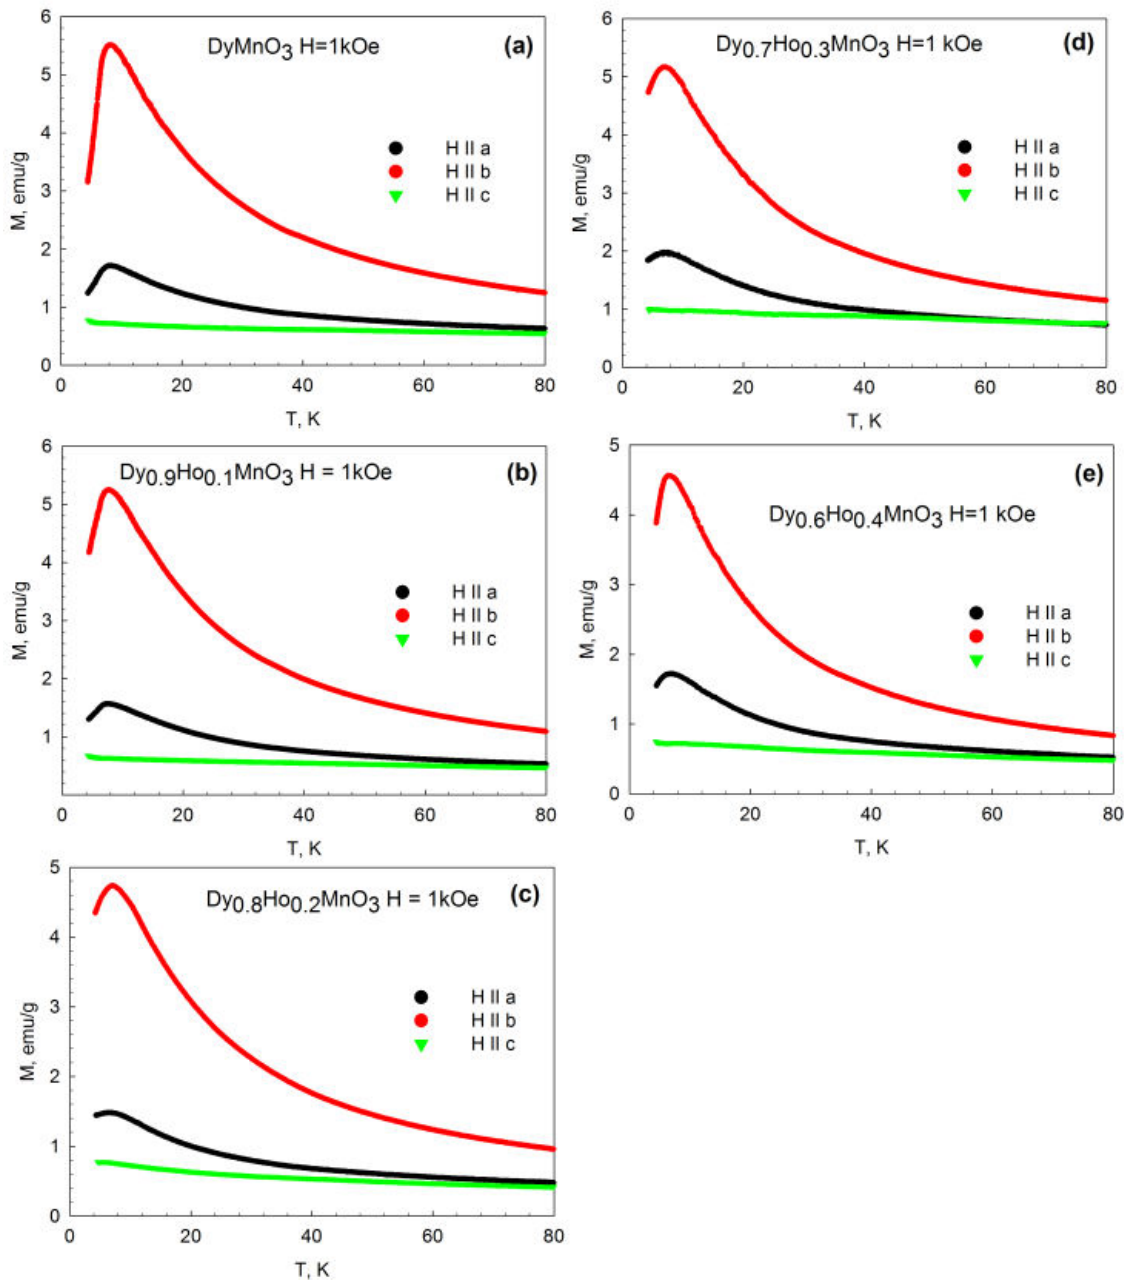 DyMnO3 H=1kOe (a)
6
5
4
3
2
1
0
M, emu/g
H II a
H II b
H II c
0 20 40 60 80
T, K
Dy0.7Ho0.3MnO3 H=1 kOe (d)
6
5
4
3
2
1
0
M, emu/g
H II a
H II b
H II c
0 20 40 60 80
T, K
Dy0.9Ho0.1MnO3 H = 1kOe (b)
6
5
4
3
2
1
M, emu/g
H II a
H II b
H II c
0 20 40 60 80
T, K
(e)
Dy0.6Ho0.4MnO3 H=1 kOe
5
4
3
2
1
0
M, emu/g
H II a
H II b
H II c
0 20 40 60 80
T, K
Dy0.8Ho0.2MnO3 H = 1kOe (c)
5
4
3
2
1
0
M, emu/g
H II a
H II b
H II c
0 20 40 60 80
T, K